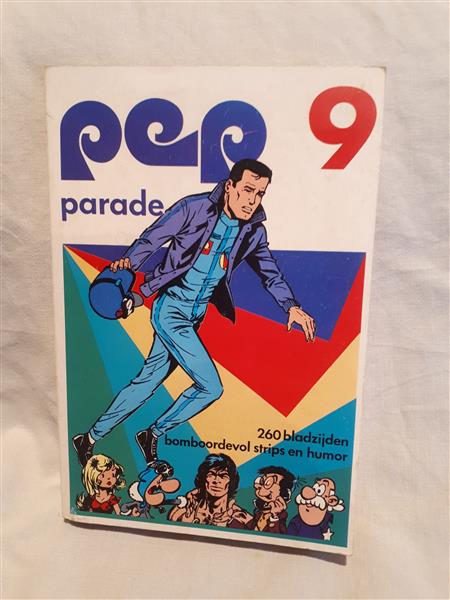 pep 9
parade
260 bladzijden
bomboordevol strips en humor